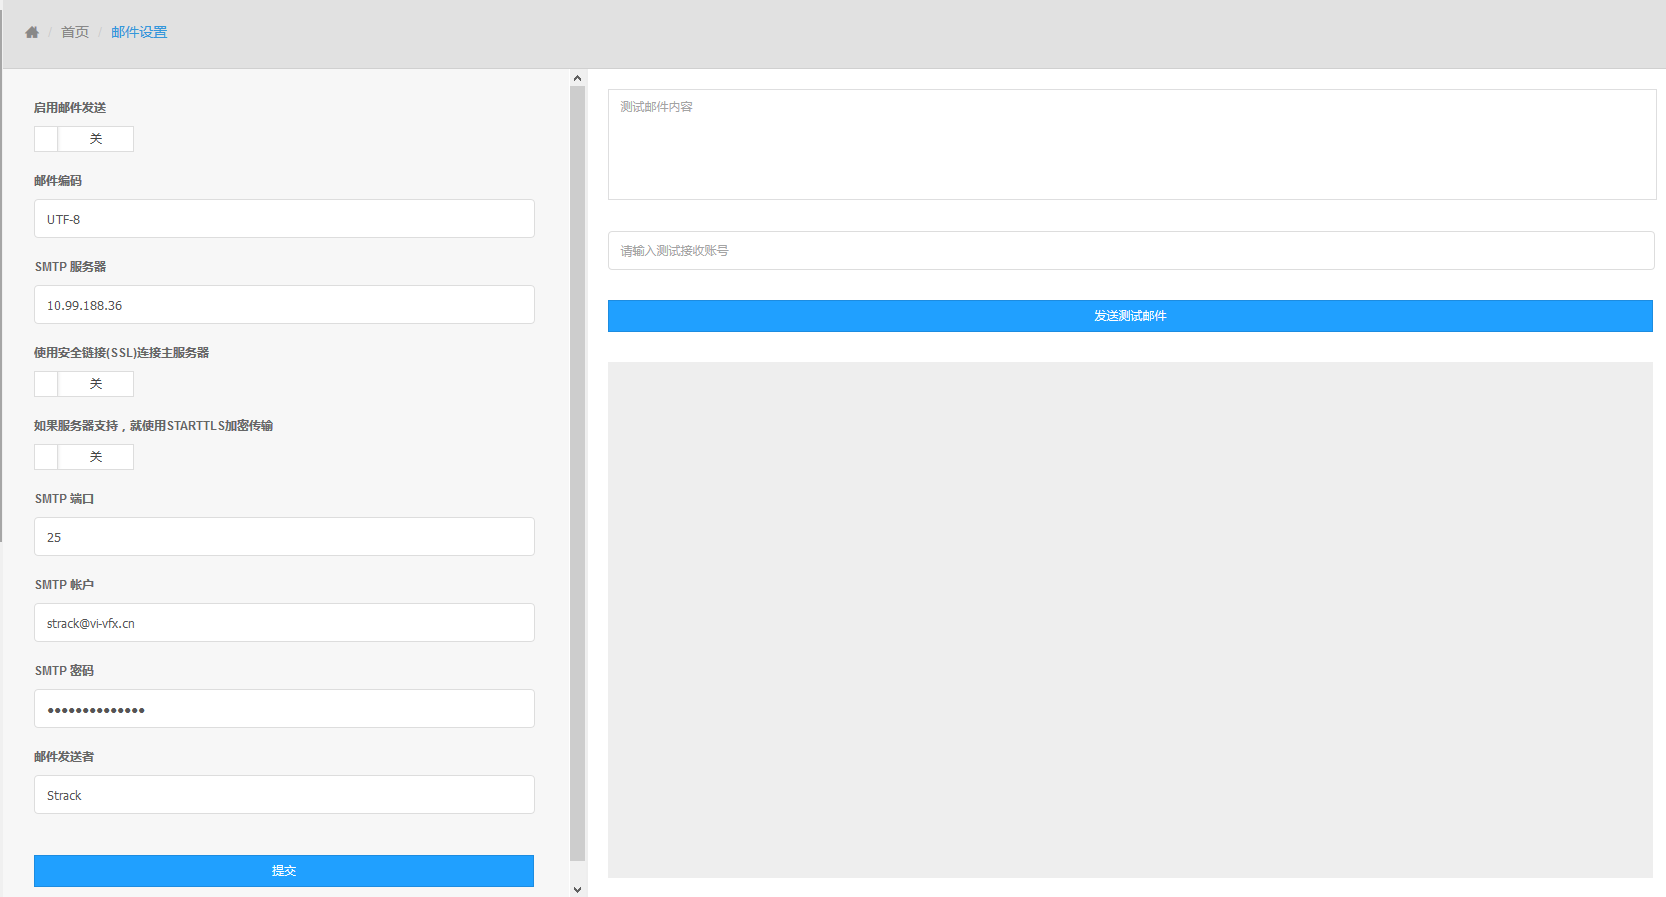 / 首页 / 邮件设置
启用邮件发送
关
邮件编码
UTF-8
SMTP 服务器
10.99.188.36
使用安全链接(SSL)连接主服务器
关
如果服务器支持，就使用STARTTLS加密传输
关
SMTP 端口
25
SMTP 帐户
strack@vi-vfx.cn
SMTP 密码
••••••••••••••
邮件发送者
Strack
提交
测试邮件内容
请输入测试接收账号
发送测试邮件